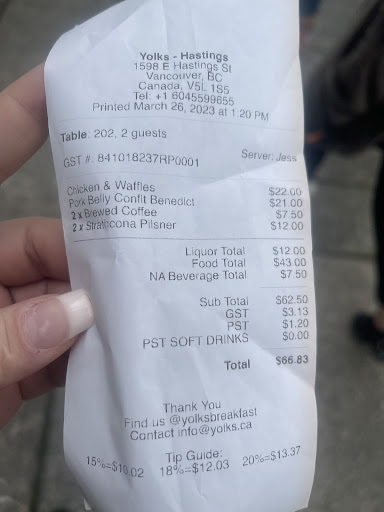 Yolks - Hastings
1598 E Hastings St
Vancouver, BC
Canada, V5L 1S5
Tel: +1 6045599655
Printed March 26, 2023 at 1:20 PM
Table: 202, 2 guests
GST #: 841018237RP0001 Server: Jess
Chicken & Waffles $22.00
Pork Belly Confit Benedict $21.00
2 x Brewed Coffee $7.50
2 x Strathcona Pilsner $12.00
Liquor Total $12.00
Food Total $43.00
NA Beverage Total $7.50
Sub Total $62.50
GST $3.13
PST $1.20
PST SOFT DRINKS $0.00
Total $66.83
Thank You
Find us @yolksbreakfast
Contact info@yolks.ca
Tip Guide:
15%=$10.02 18%=$12.03 20%=$13.37